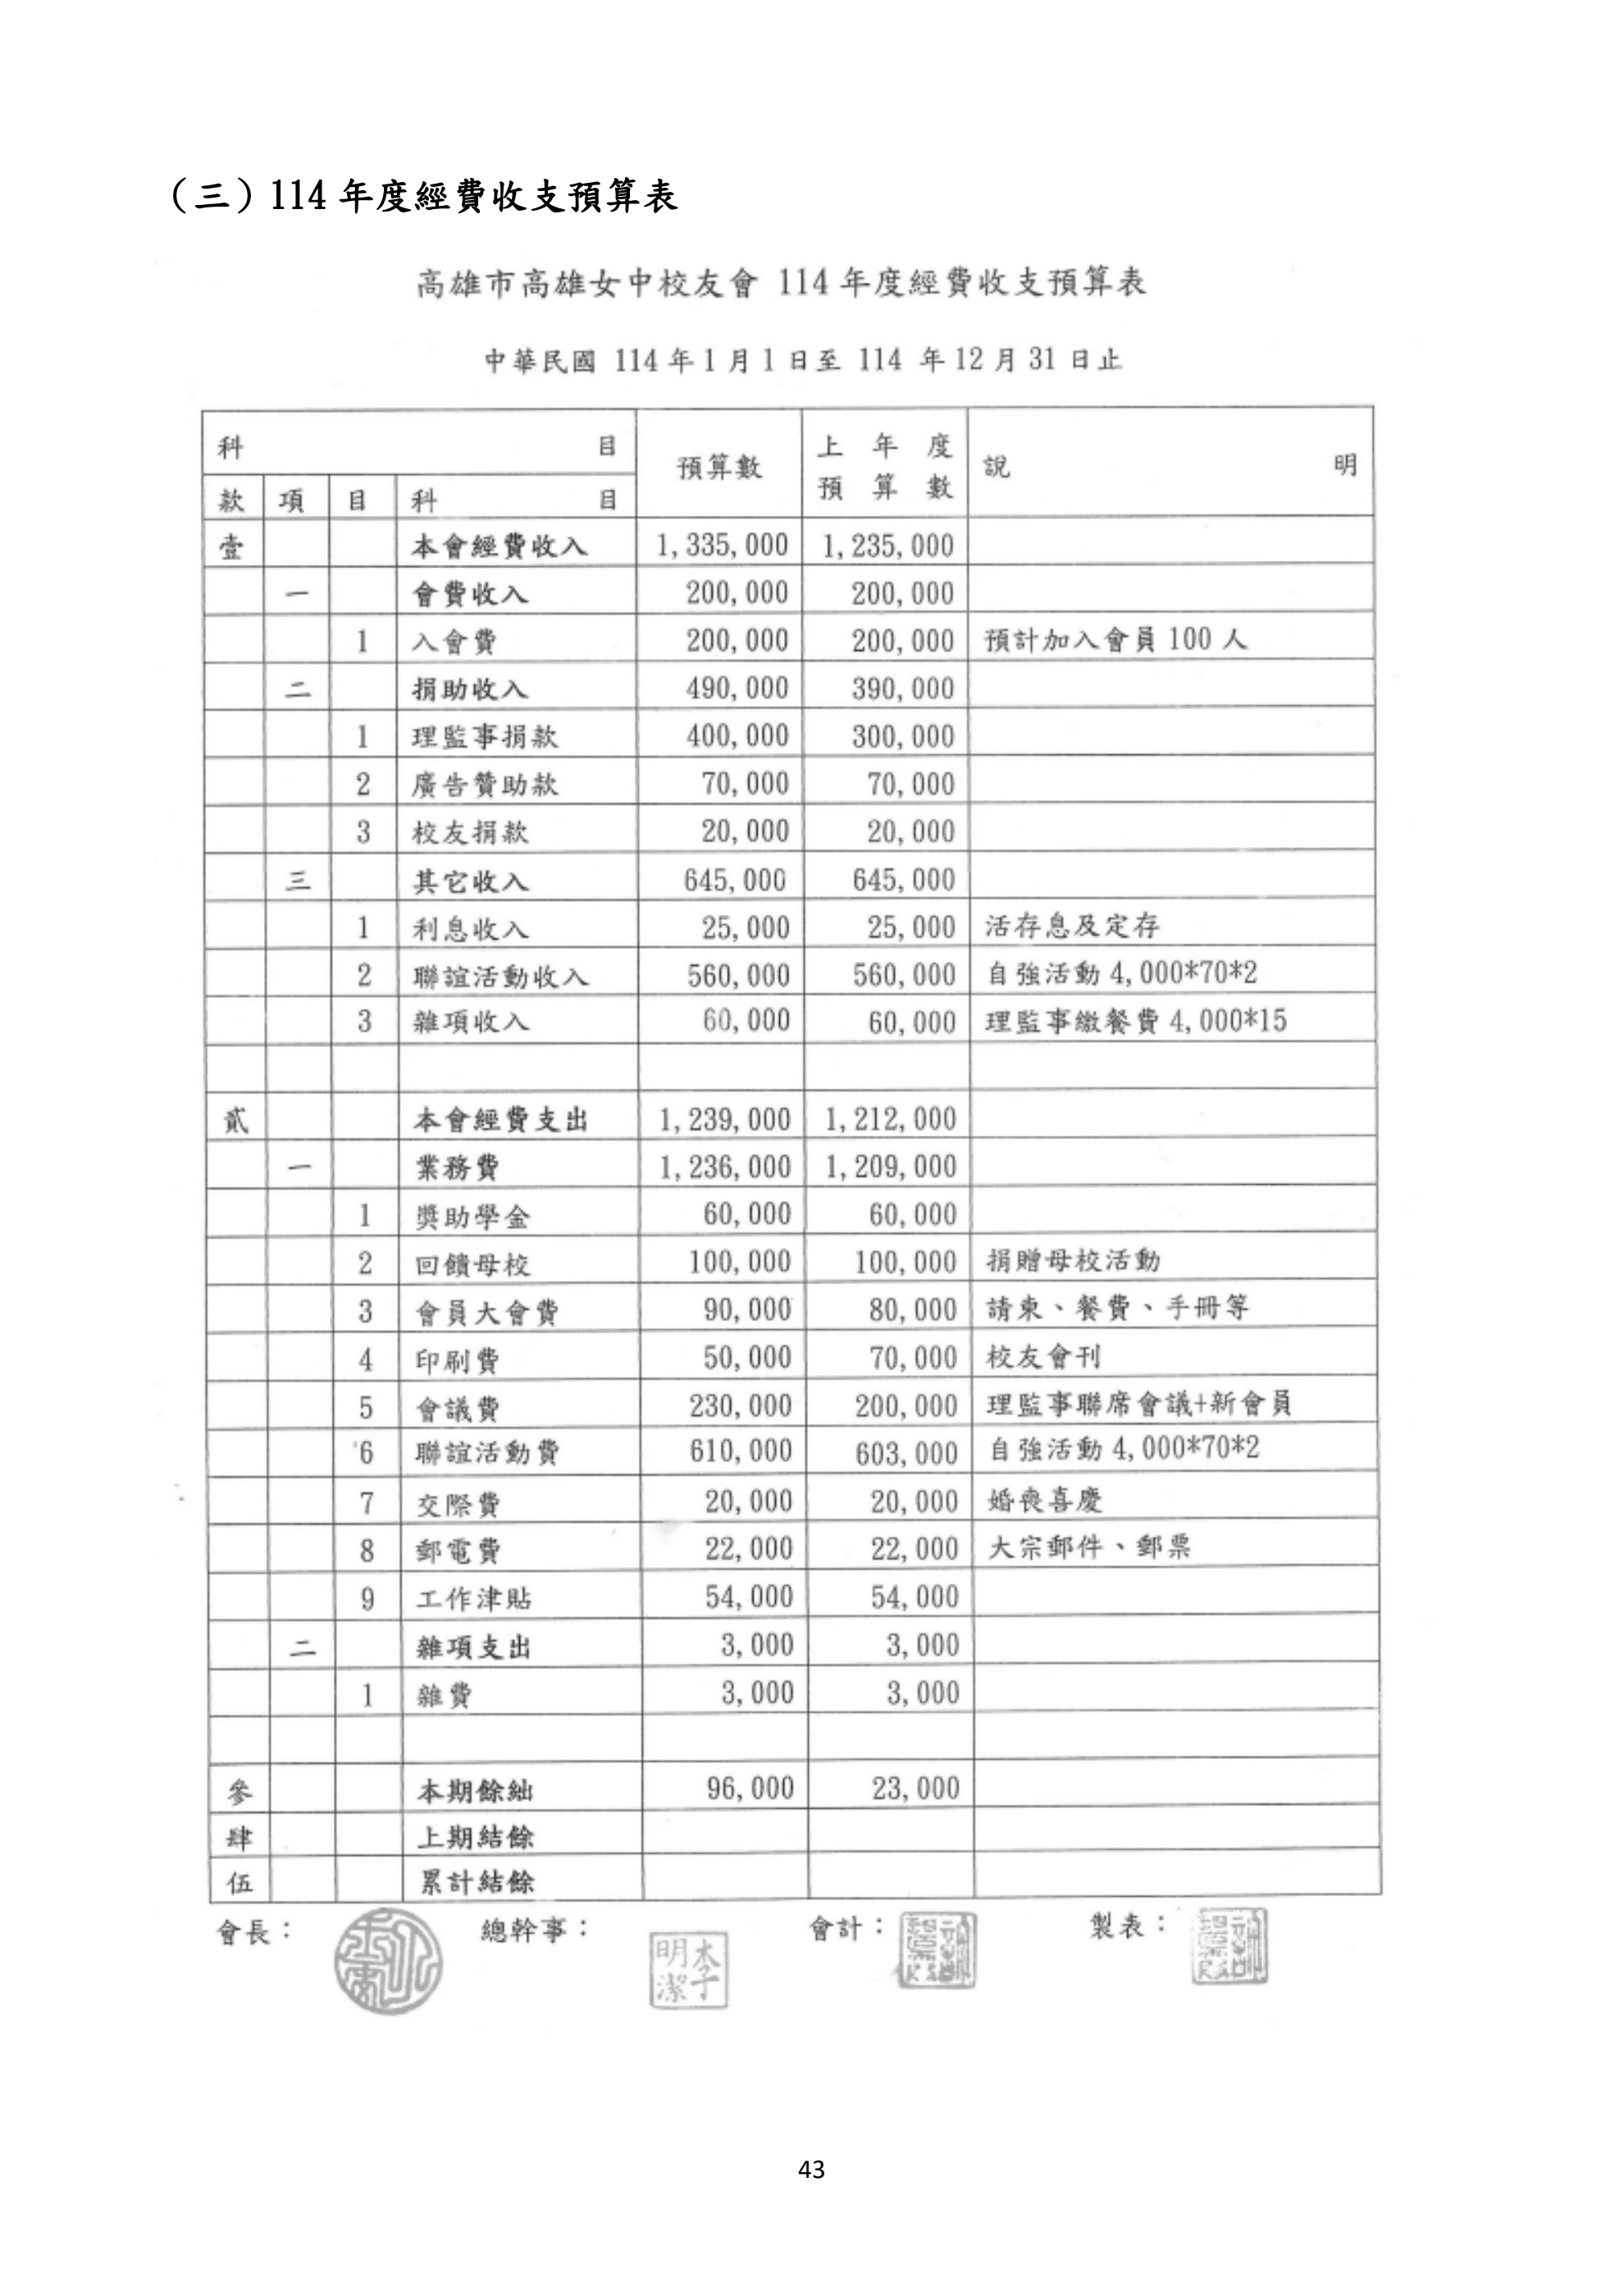 （三）114 年度經費收支預算表
高雄市高雄女中校友會 114 年度經費收支預算表
中華民國 114 年 1 月 1 日至 114 年 12 月 31 日止
科 目 預算數 上年度預算數 說 明
款 項 目 科 目
壹 本會經費收入 1,335,000 1,235,000
一 會費收入 200,000 200,000
1 入會費 200,000 200,000 預計加入會員 100 人
二 捐助收入 490,000 390,000
1 理監事捐款 400,000 300,000
2 廣告贊助款 70,000 70,000
3 校友捐款 20,000 20,000
三 其它收入 645,000 645,000
1 利息收入 25,000 25,000 活存息及定存
2 聯誼活動收入 560,000 560,000 自強活動 4,000*70*2
3 雜項收入 60,000 60,000 理監事繳餐費 4,000*15
貳 本會經費支出 1,239,000 1,212,000
一 業務費 1,236,000 1,209,000
1 獎助學金 60,000 60,000
2 回饋母校 100,000 100,000 捐贈母校活動
3 會員大會費 90,000 80,000 請柬、餐費、手冊等
4 印刷費 50,000 70,000 校友會刊
5 會議費 230,000 200,000 理監事聯席會議+新會員
6 聯誼活動費 610,000 603,000 自強活動 4,000*70*2
7 交際費 20,000 20,000 婚喪喜慶
8 郵電費 22,000 22,000 大宗郵件、郵票
9 工作津貼 54,000 54,000
二 雜項支出 3,000 3,000
1 雜費 3,000 3,000
參 本期餘絀 96,000 23,000
肆 上期結餘
伍 累計結餘
會長： 總幹事： 李明潔 會計： 製表：
43